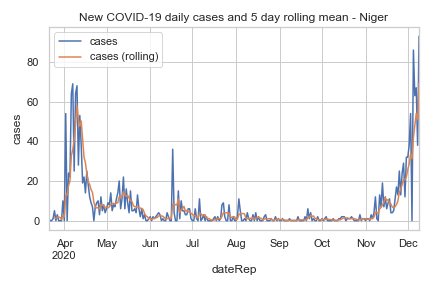 New COVID-19 daily cases and 5 day rolling mean - Niger
cases
cases (rolling)
80
60
40
20
0
cases
Apr May Jun Jul Aug Sep Oct Nov Dec
2020
dateRep